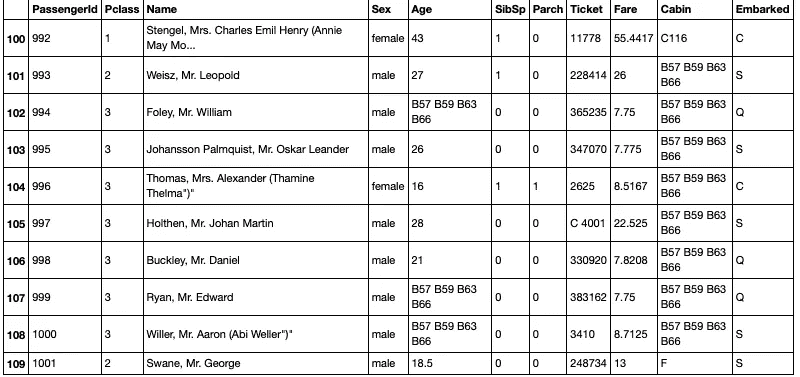 PassengerId Pclass Name Sex Age SibSp Parch Ticket Fare Cabin Embarked
100 992 1 Stengel, Mrs. Charles Emil Henry (Annie May Mo... female 43 1 0 11778 55.4417 C116 C
101 993 2 Weisz, Mr. Leopold male 27 1 0 228414 26 B57 B59 B63 B66 S
102 994 3 Foley, Mr. William male B57 B59 B63 B66 0 0 365235 7.75 B57 B59 B63 B66 Q
103 995 3 Johansson Palmquist, Mr. Oskar Leander male 26 0 0 347070 7.775 B57 B59 B63 B66 S
104 996 3 Thomas, Mrs. Alexander (Thamine Thelma")" female 16 1 1 2625 8.5167 B57 B59 B63 B66 C
105 997 3 Holthen, Mr. Johan Martin male 28 0 0 C 4001 22.525 B57 B59 B63 B66 S
106 998 3 Buckley, Mr. Daniel male 21 0 0 330920 7.8208 B57 B59 B63 B66 Q
107 999 3 Ryan, Mr. Edward male B57 B59 B63 B66 0 0 383162 7.75 B57 B59 B63 B66 Q
108 1000 3 Willer, Mr. Aaron (Abi Weller")" male B57 B59 B63 B66 0 0 3410 8.7125 B57 B59 B63 B66 S
109 1001 2 Swane, Mr. George male 18.5 0 0 248734 13 F S